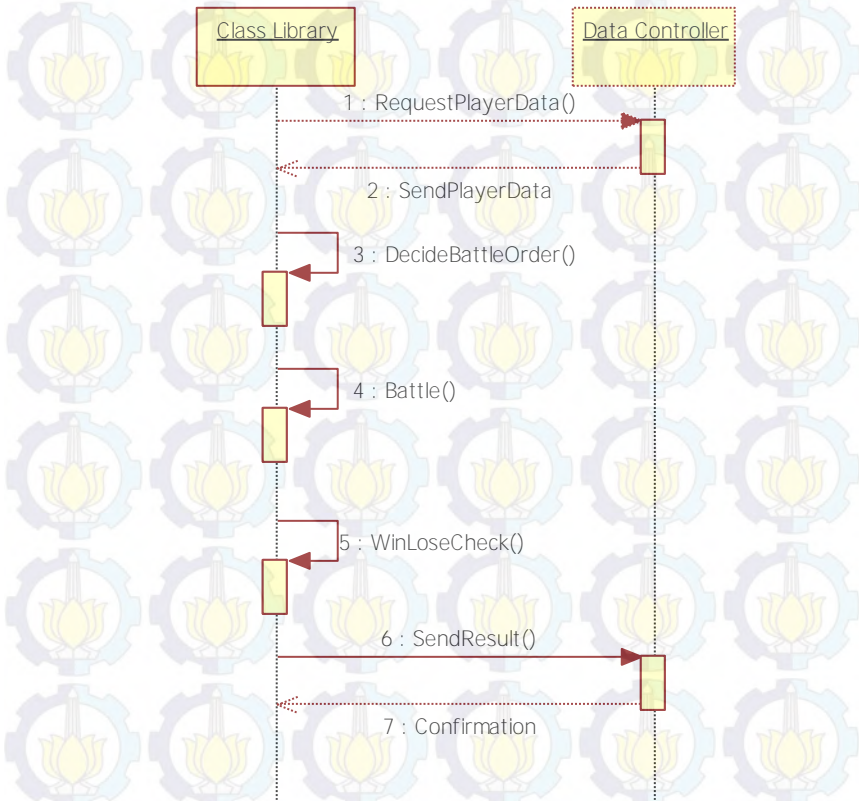 Class Library
Data Controller
1 : RequestPlayerData()
2 : SendPlayerData
3 : DecideBattleOrder()
4 : Battle()
5 : WinLoseCheck()
6 : SendResult()
7 : Confirmation